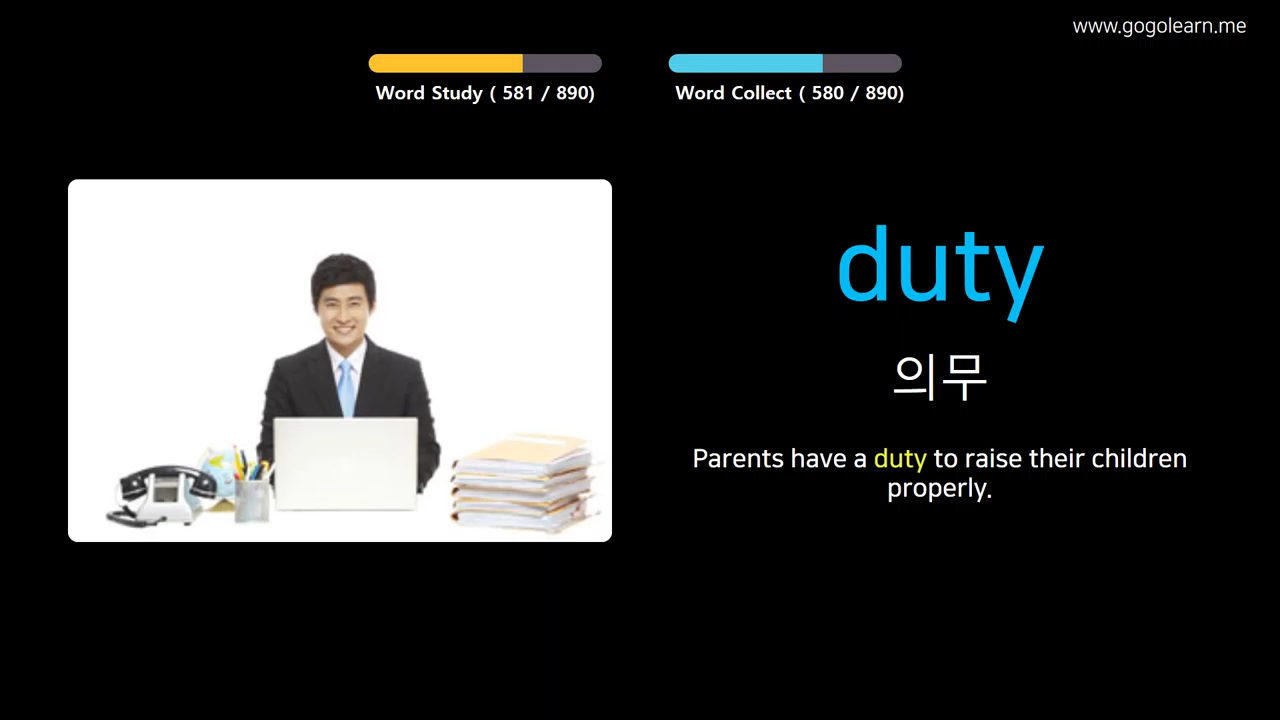 www.gogolearn.me
Word Study ( 581 / 890)
Word Collect ( 580 / 890)
duty
의무
Parents have a duty to raise their children
properly.